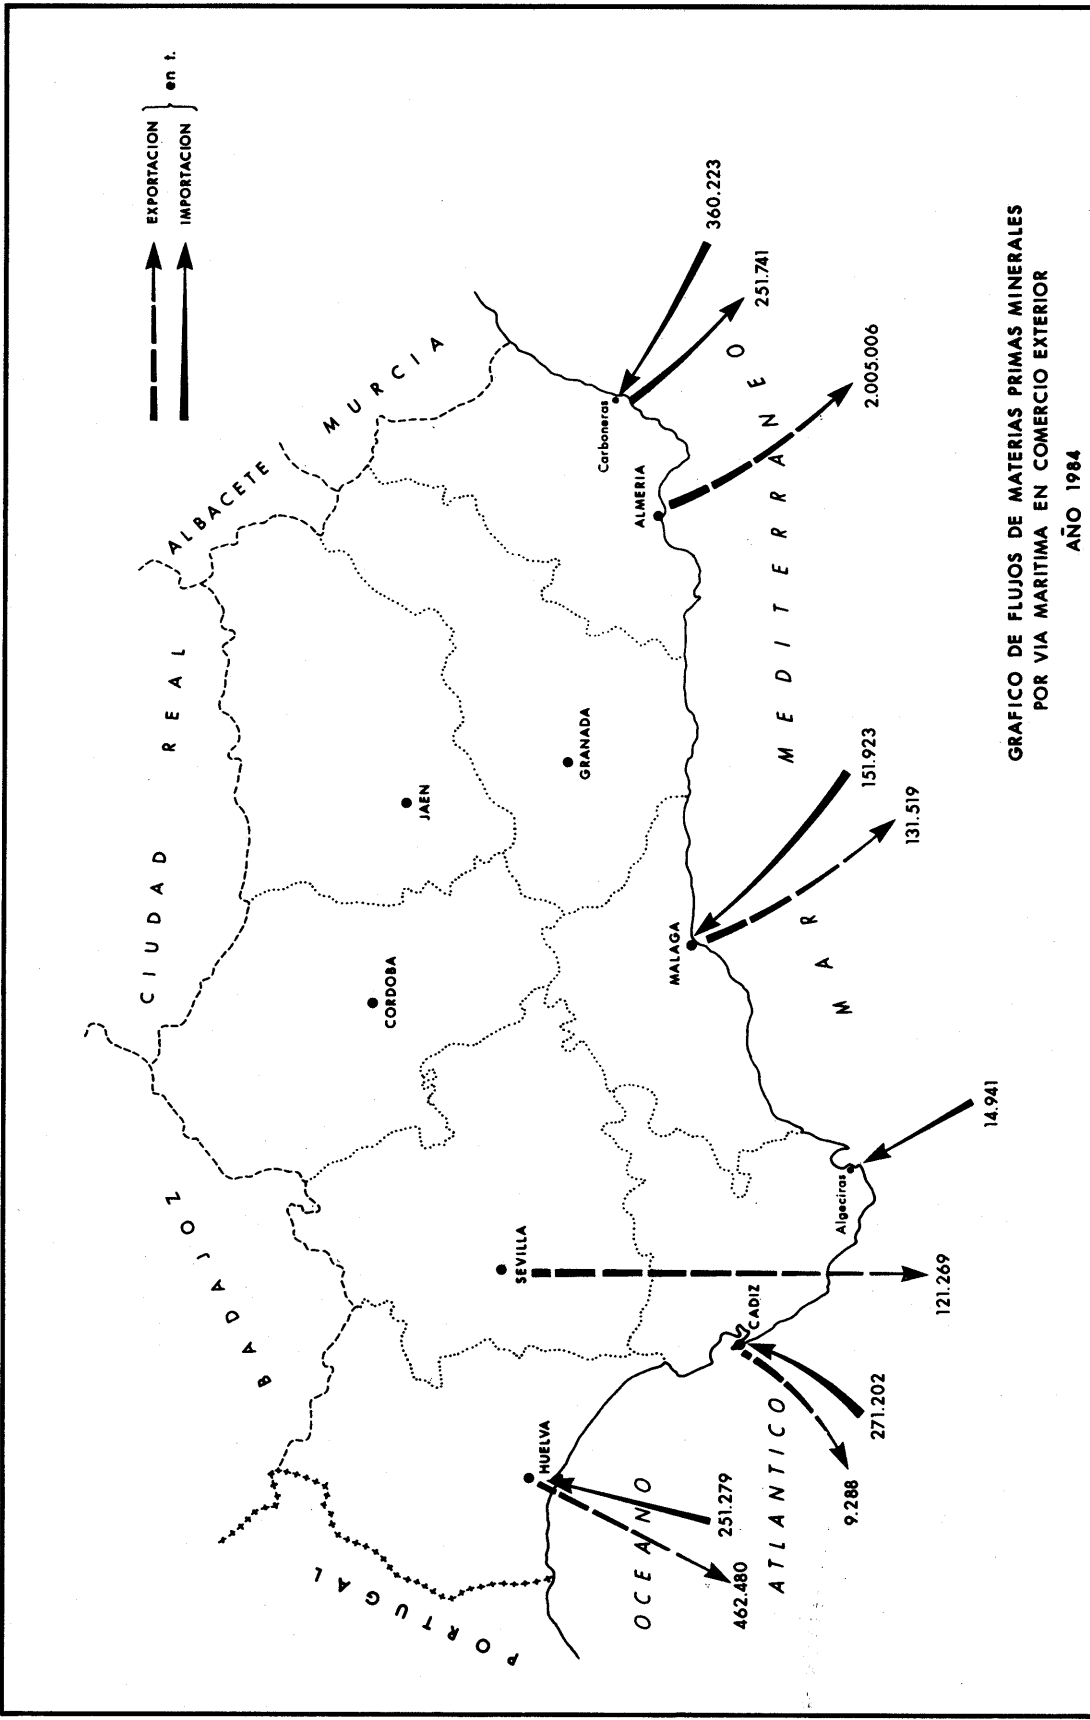 EXPORTACION
IMPORTACION
en t.
CIUDAD REAL
ALBACETE
MURCIA
BADAJOZ
PORTUGAL
CORDOBA
JAEN
GRANADA
SEVILLA
HUELVA
CADIZ
Algeciras
MALAGA
ALMERIA
Carboneras
OCEANO
ATLANTICO
MAR MEDITERRANEO
462.480
251.279
9.288
271.202
121.269
14.941
131.519
151.923
2.005.006
251.741
360.223
GRAFICO DE FLUJOS DE MATERIAS PRIMAS MINERALES
POR VIA MARITIMA EN COMERCIO EXTERIOR
AÑO 1984